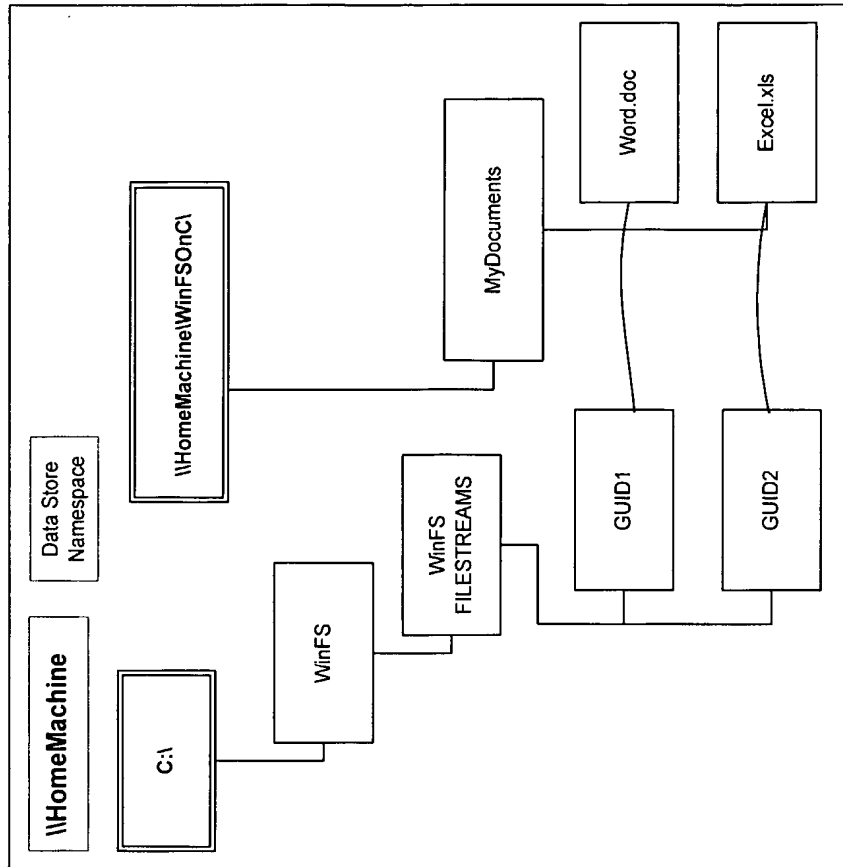 \\HomeMachine
Data Store
Namespace
C:\
\\HomeMachine\WinFSOnC\
WinFS
WinFS
FILESTREAMS
MyDocuments
GUID1
Word.doc
GUID2
Excel.xls